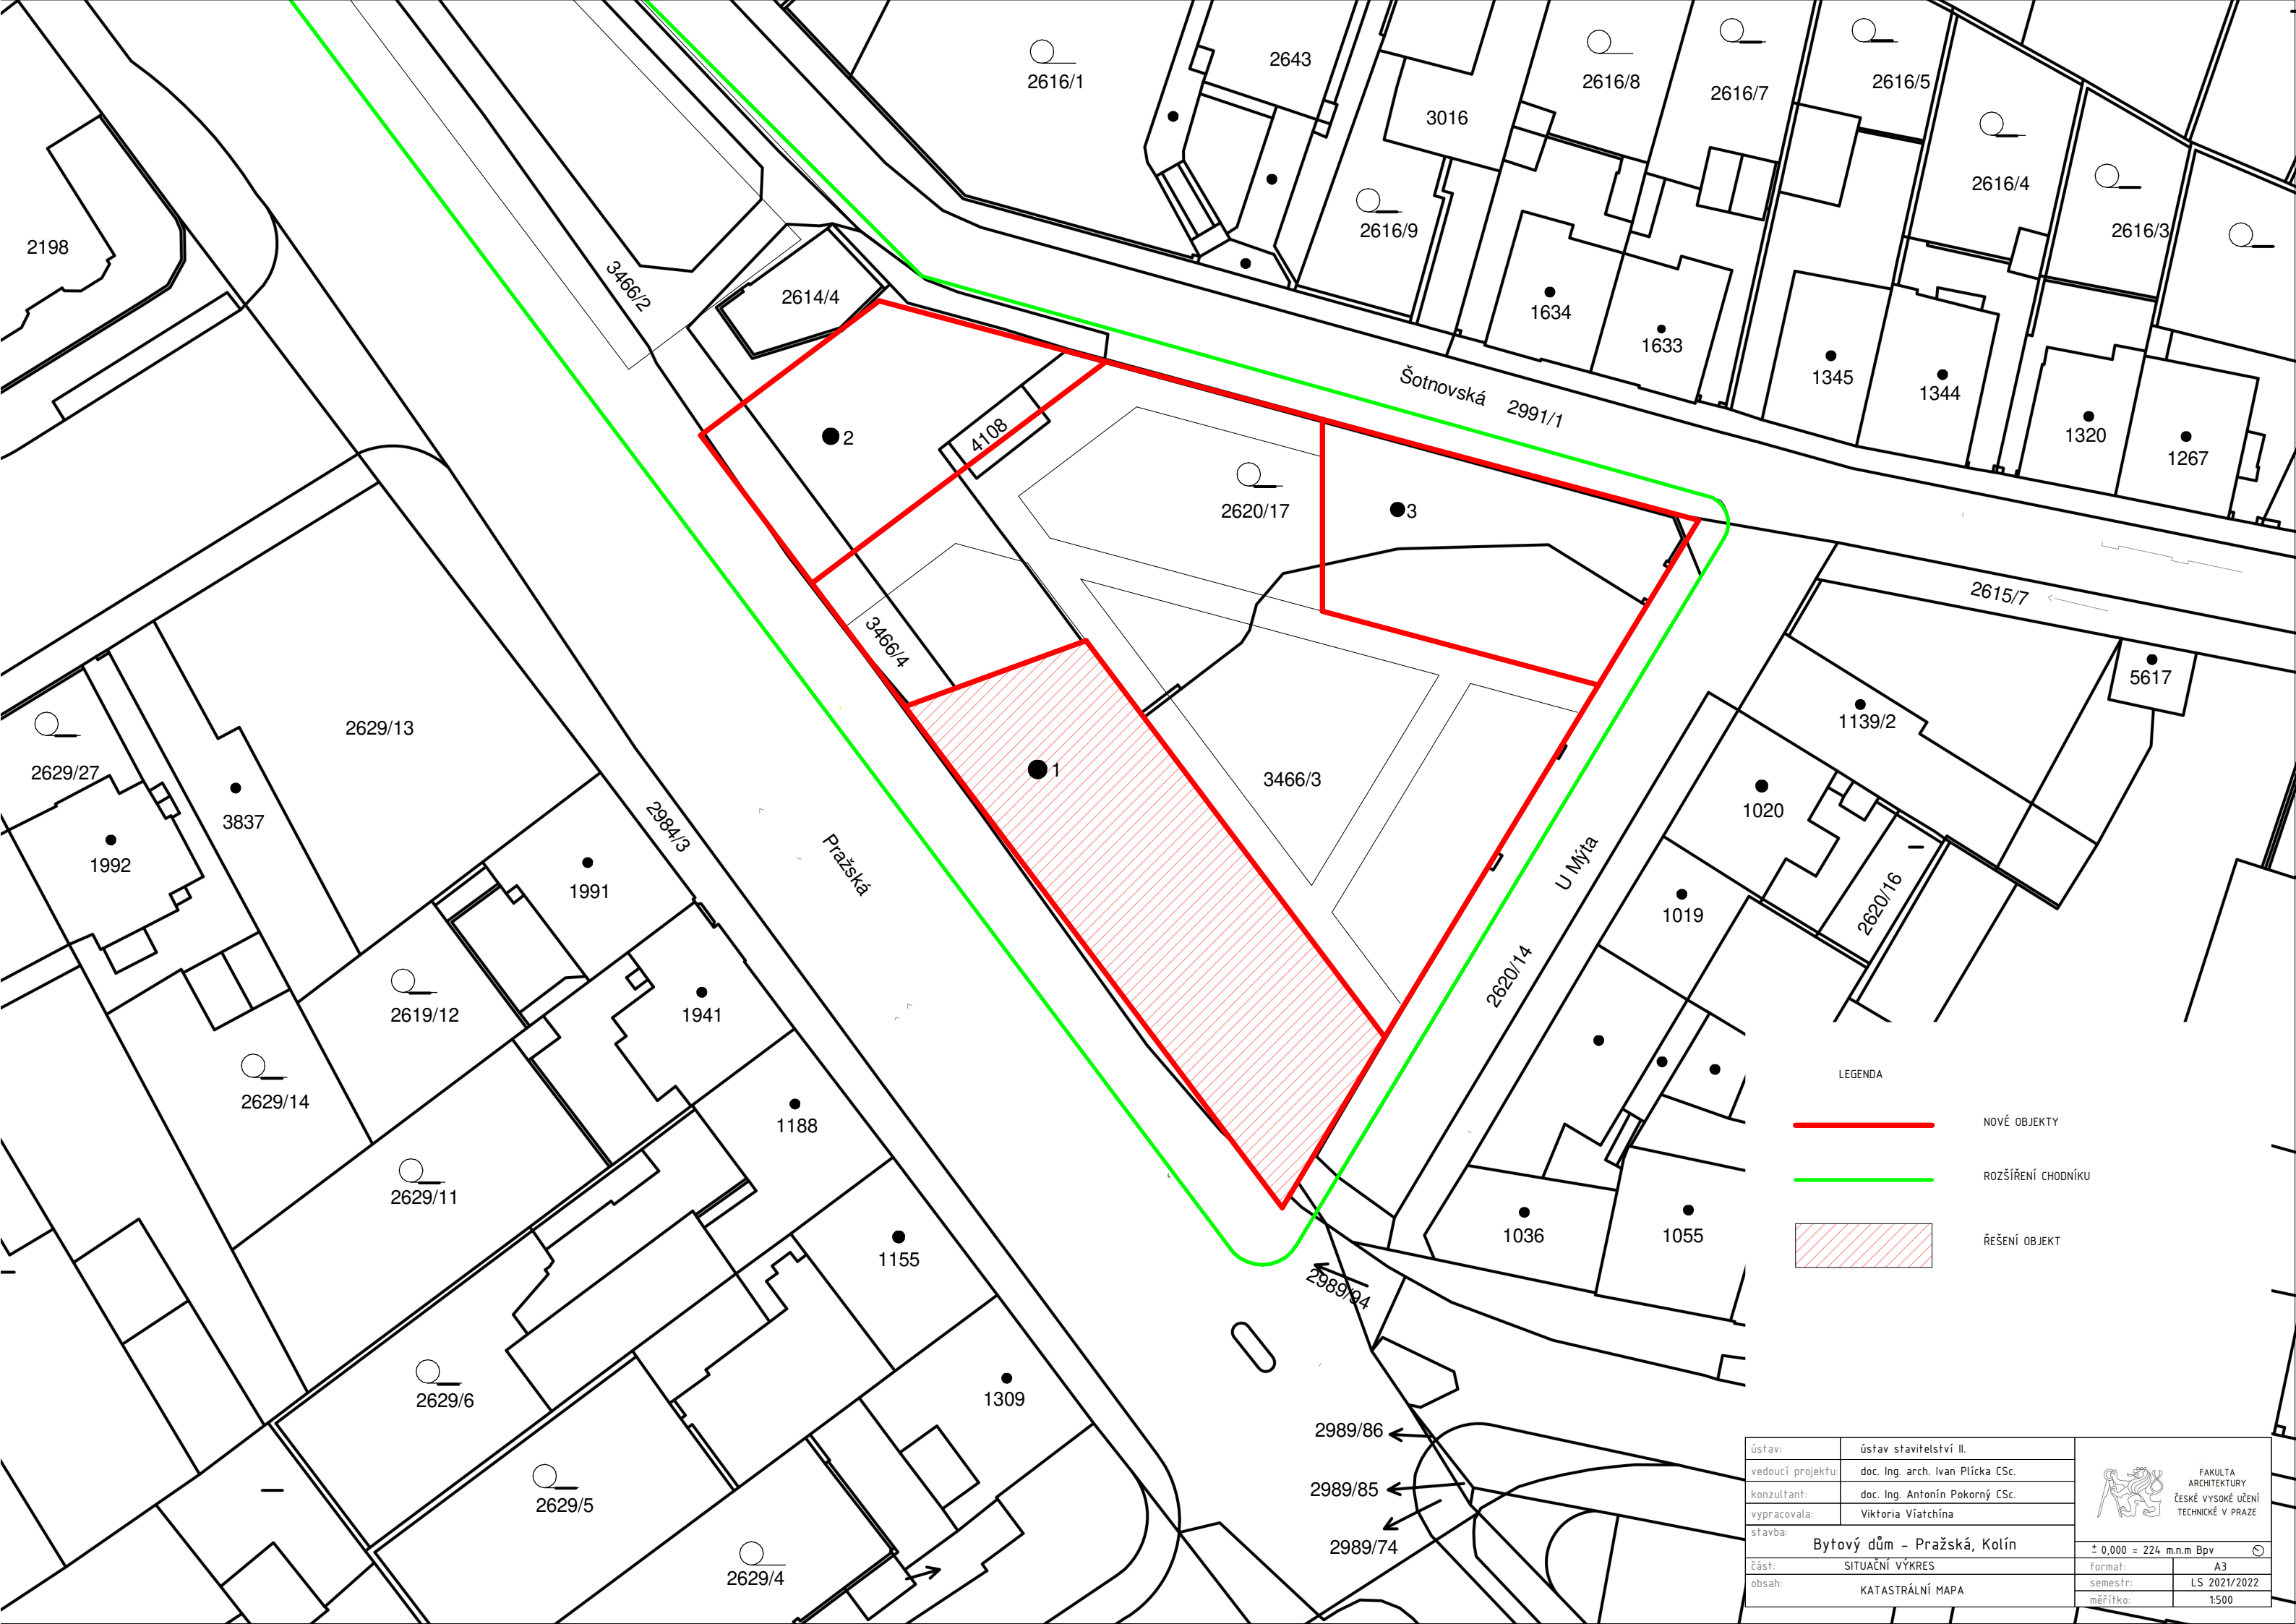 2616/1
2643
3016
2616/8
2616/7
2616/5
2616/4
2616/3
2616/9
2198
3466/2
2614/4
1634
1633
1345
1344
1320
1267
Šotnovská 2991/1
2
4108
2620/17
3
2615/7
5617
1139/2
3466/4
1
3466/3
2629/13
2629/27
3837
1992
2984/3
Pražská
U Mýta
1020
1019
2620/16
2620/14
1991
1941
2619/12
2629/14
1188
2629/11
1155
1036
1055
2989/94
1309
2629/6
2629/5
2629/4
2989/86
2989/85
2989/74
LEGENDA
NOVÉ OBJEKTY
ROZŠÍŘENÍ CHODNÍKU
ŘEŠENÍ OBJEKT
ústav: ústav stavitelství II.
vedoucí projektu: doc. Ing. arch. Ivan Plícka CSc.
konzultant: doc. Ing. Antonín Pokorný CSc.
vypracovala: Viktoria Víatchína
stavba:
Bytový dům - Pražská, Kolín
část: SITUAČNÍ VÝKRES
obsah:
KATASTRÁLNÍ MAPA
FAKULTA
ARCHITEKTURY
ČESKÉ VYSOKÉ UČENÍ
TECHNICKÉ V PRAZE
± 0,000 = 224 m.n.m Bpv
format: A3
semestr: LS 2021/2022
měřítko: 1:500